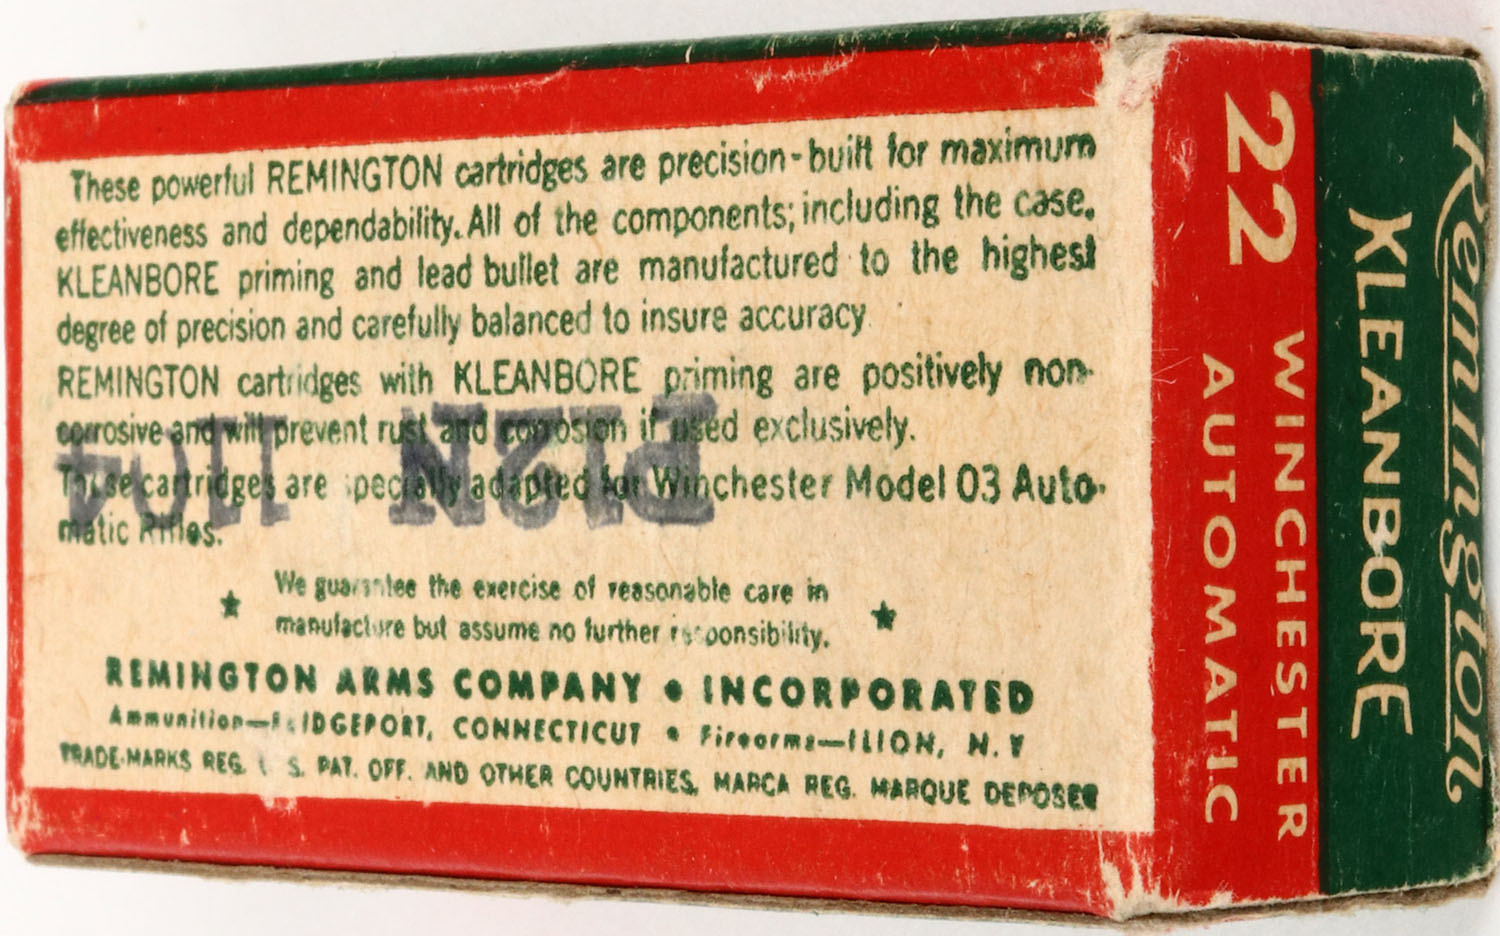 These powerful REMINGTON cartridges are precision-built for maximum
effectiveness and dependability. All of the components; including the case,
KLEANBORE priming and lead bullet are manufactured to the highest
degree of precision and carefully balanced to insure accuracy
REMINGTON cartridges with KLEANBORE priming are positively non-
corrosive and will prevent rust and corrosion if used exclusively.
These cartridges are specially adapted for Winchester Model 03 Auto-
matic Rifles.
We guarantee the exercise of reasonable care in
manufacture but assume no further responsibility.
REMINGTON ARMS COMPANY • INCORPORATED
Ammunition—BRIDGEPORT, CONNECTICUT • Firearms—ILION, N. Y
TRADE-MARKS REG. U. S. PAT. OFF. AND OTHER COUNTRIES, MARCA REG. MARQUE DEPOSEE
P12N
1104
22 WINCHESTER
AUTOMATIC
Remington
KLEANBORE